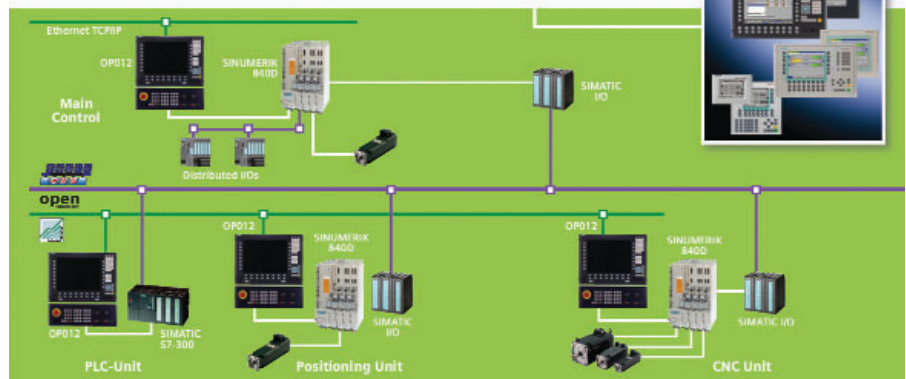 Ethernet TCP/IP
OP012
SINUMERIK
840D
Main
Control
SIMATIC
I/O
Distributed I/Os
open
OP012
SIMATIC
S7-300
PLC-Unit
OP012
SINUMERIK
840D
SIMATIC
I/O
Positioning Unit
OP012
SINUMERIK
840D
SIMATIC I/O
CNC Unit